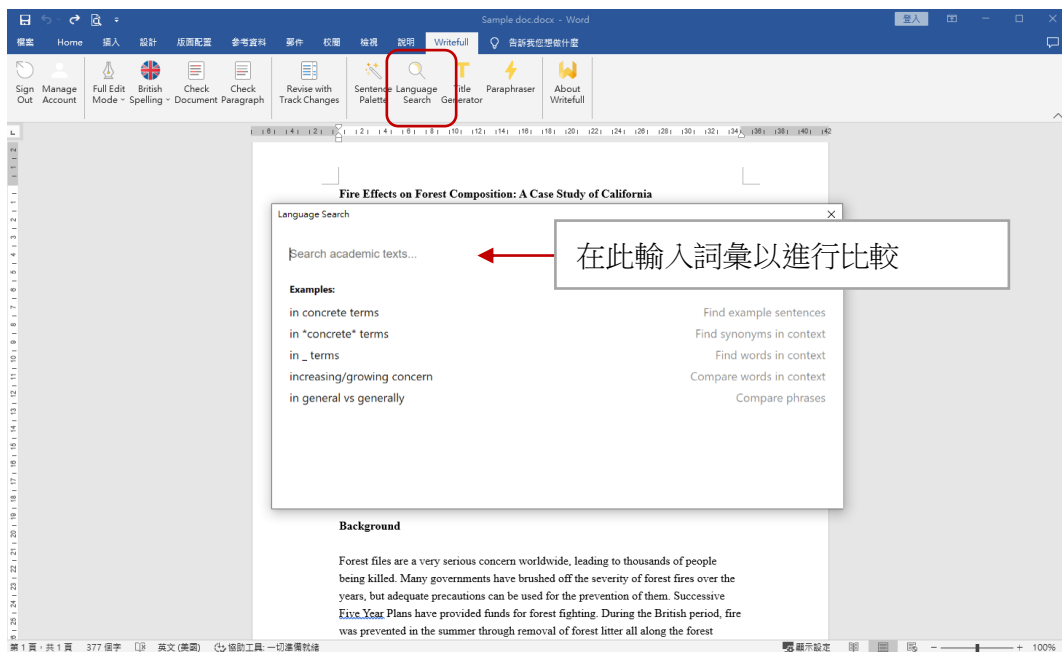 Sample doc.docx - Word
登入
檔案 Home 插入 設計 版面配置 參考資料 郵件 校閱 檢視 說明 Writefull 告訴我您想做什麼
Sign Out
Manage Account
Full Edit Mode
British Spelling
Check Document
Check Paragraph
Revise with Track Changes
Sentence Palette
Language Search
Title Generator
Paraphraser
About Writefull
Fire Effects on Forest Composition: A Case Study of California
Language Search
Search academic texts...
在此輸入詞彙以進行比較
Examples:
in concrete terms Find example sentences
in *concrete* terms Find synonyms in context
in _ terms Find words in context
increasing/growing concern Compare words in context
in general vs generally Compare phrases
Background
Forest files are a very serious concern worldwide, leading to thousands of people
being killed. Many governments have brushed off the severity of forest fires over the
years, but adequate precautions can be used for the prevention of them. Successive
Five Year Plans have provided funds for forest fighting. During the British period, fire
was prevented in the summer through removal of forest litter all along the forest
第 1 頁，共 1 頁 377 個字 英文 (美國) 協助工具: 一切準備就緒 顯示設定 100%